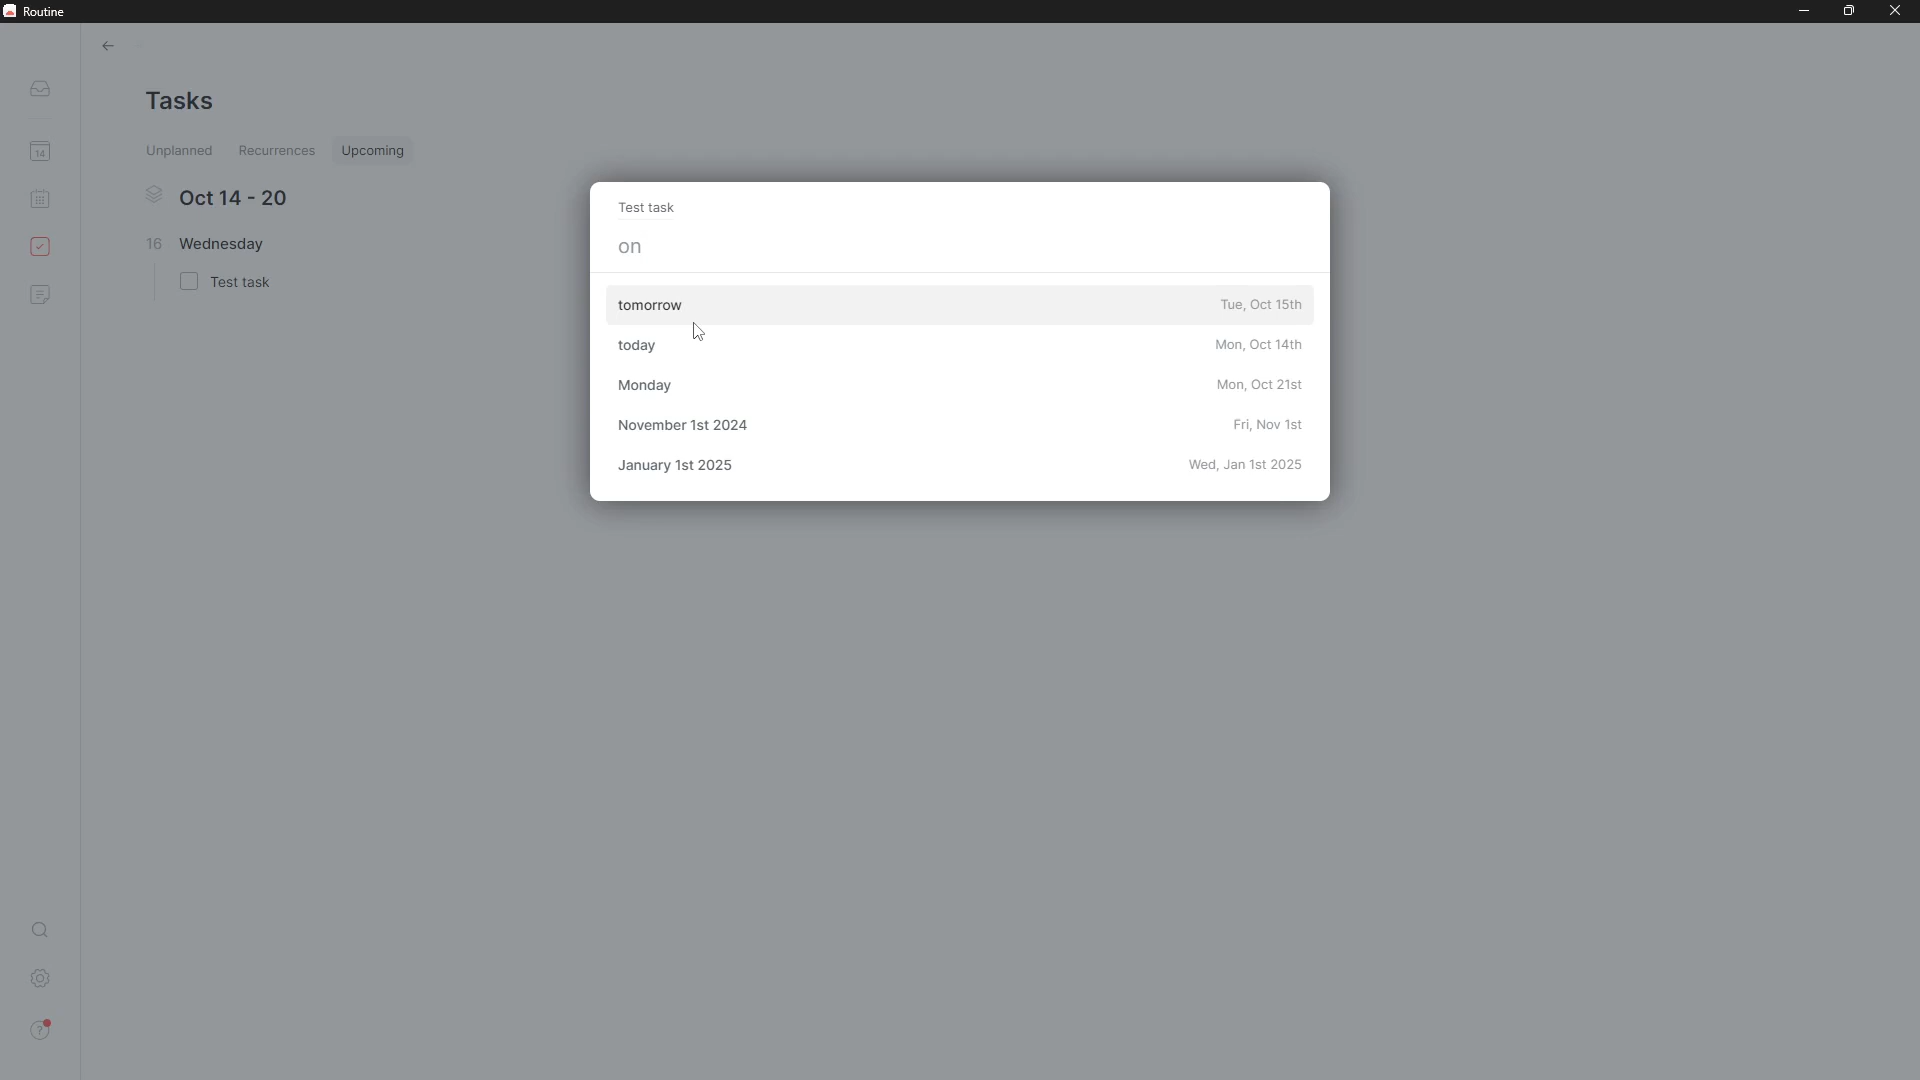 Routine
Tasks
Unplanned Recurrences Upcoming
Oct 14 - 20
16 Wednesday
Test task
14
?
Test task
on
tomorrow Tue, Oct 15th
today Mon, Oct 14th
Monday Mon, Oct 21st
November 1st 2024 Fri, Nov 1st
January 1st 2025 Wed, Jan 1st 2025